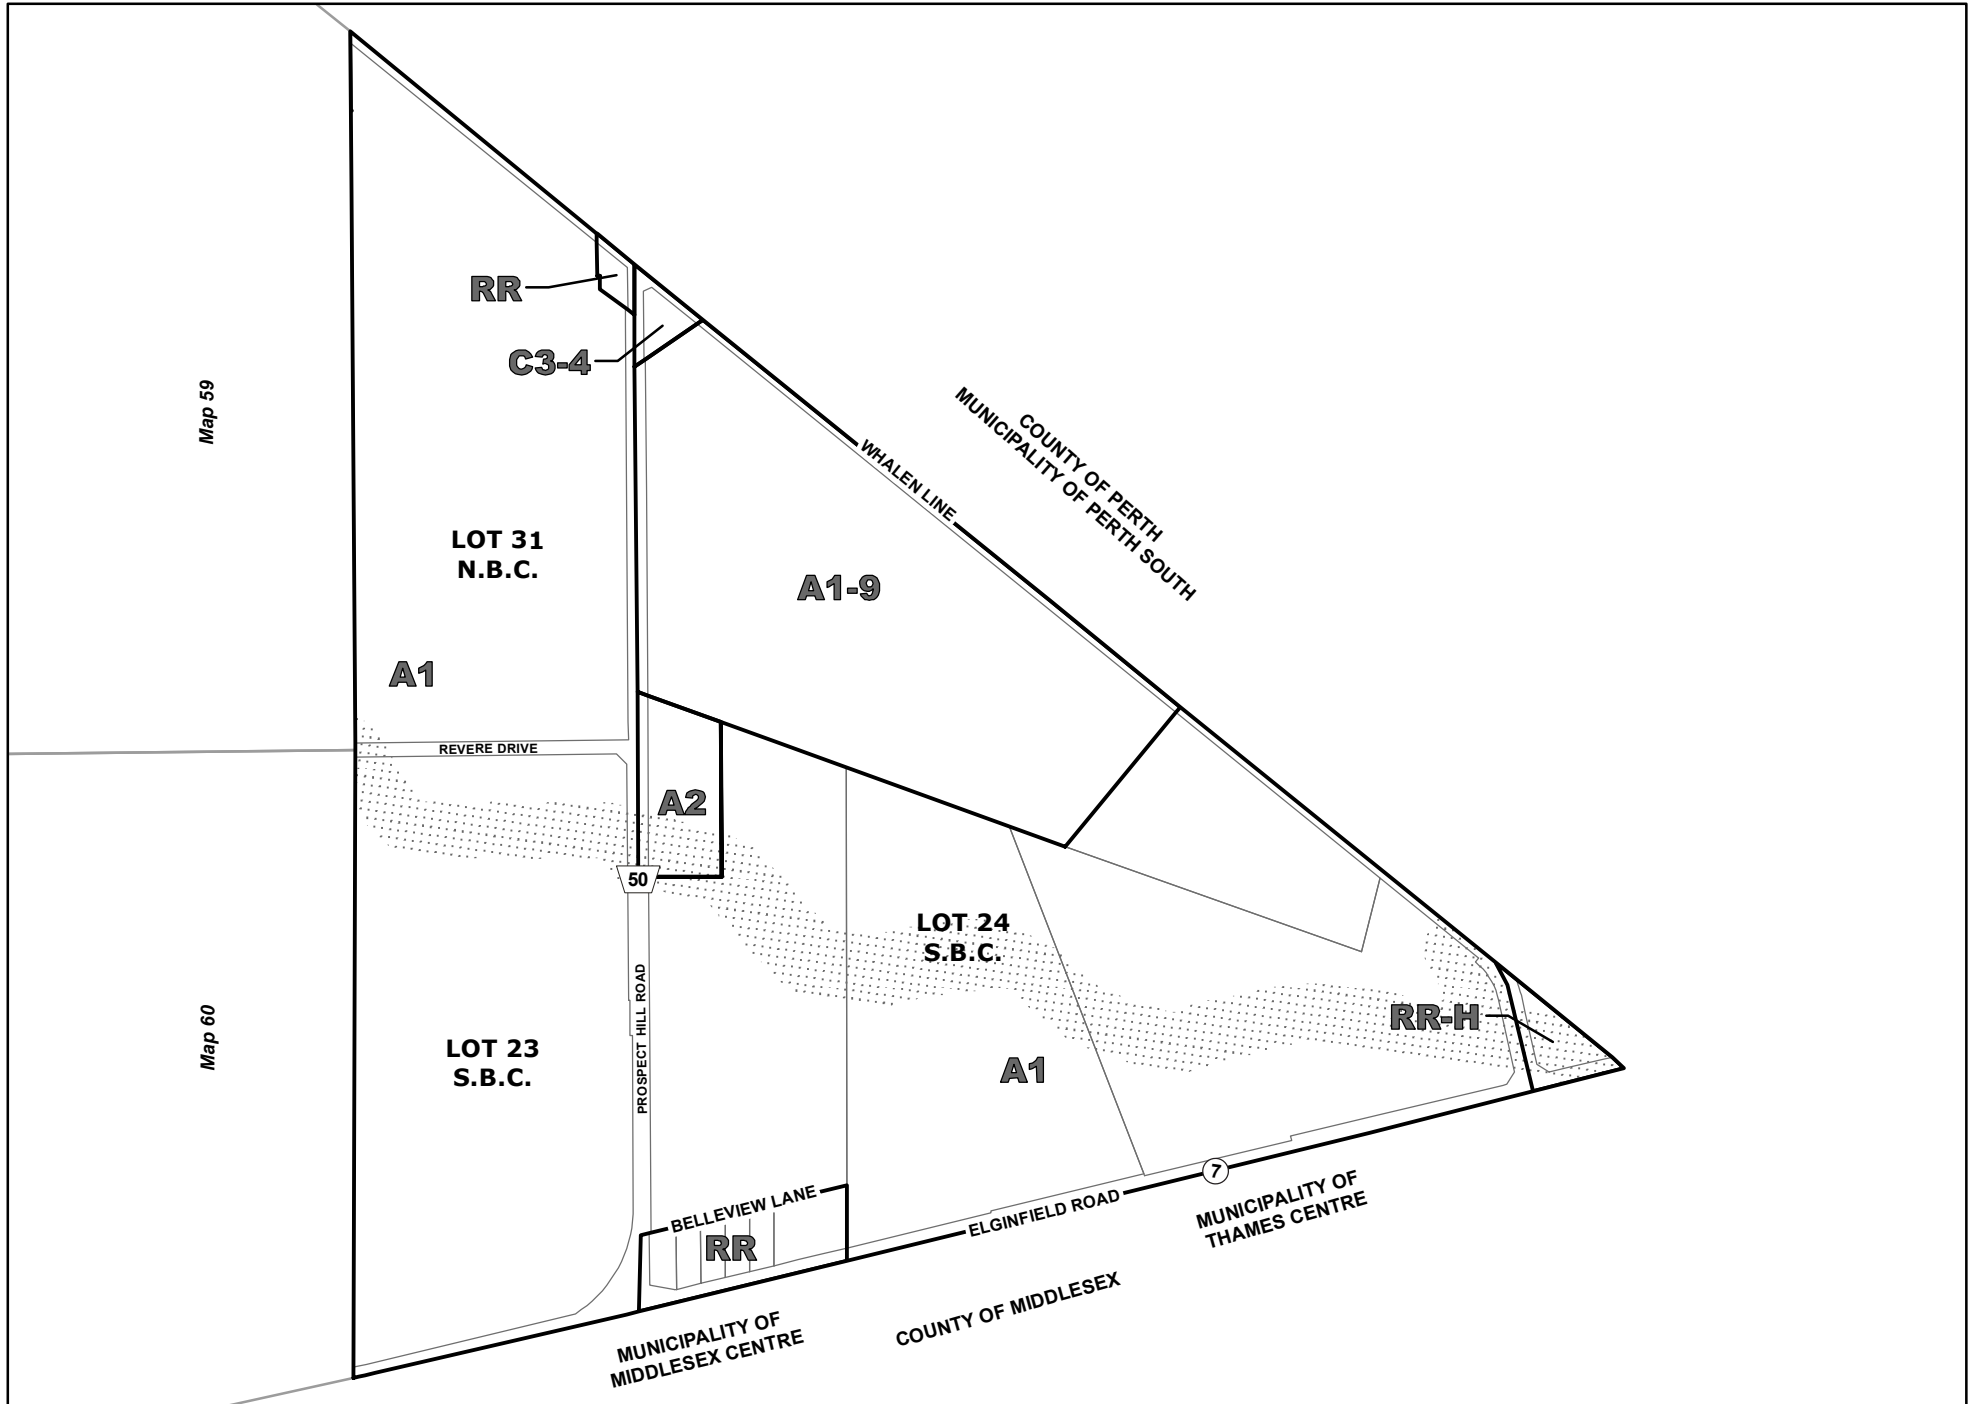 RR
C3-4
Map 59
WHALEN LINE
COUNTY OF PERTH
MUNICIPALITY OF PERTH SOUTH
LOT 31
N.B.C.
A1-9
A1
REVERE DRIVE
A2
50
LOT 24
S.B.C.
Map 60
PROSPECT HILL ROAD
LOT 23
S.B.C.
RR-H
A1
BELLEVIEW LANE
RR
ELGINFIELD ROAD
7
MUNICIPALITY OF
THAMES CENTRE
COUNTY OF MIDDLESEX
MUNICIPALITY OF
MIDDLESEX CENTRE